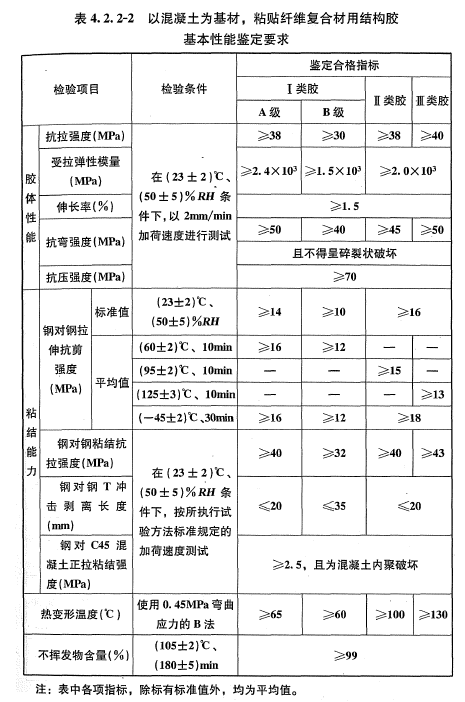 表 4.2.2-2 以混凝土为基材，粘贴纤维复合材用结构胶
基本性能鉴定要求
检验项目
检验条件
鉴定合格指标
Ⅰ类胶
Ⅱ类胶
Ⅲ类胶
A 级
B 级
胶体性能
抗拉强度(MPa)
在(23±2)℃、
(50±5)%RH 条
件下,以 2mm/min
加荷速度进行测试
≥38
≥30
≥38
≥40
受拉弹性模量
(MPa)
≥2.4×10³
≥1.5×10³
≥2.0×10³
伸长率(%)
≥1.5
抗弯强度(MPa)
≥50
≥40
≥45
≥50
且不得呈碎裂状破坏
抗压强度(MPa)
≥70
粘结能力
钢对钢拉
伸抗剪
强度
(MPa)
标准值
(23±2)℃、
(50±5)%RH
≥14
≥10
≥16
平均值
(60±2)℃、10min
≥16
≥12
—
—
(95±2)℃、10min
—
—
≥15
—
(125±3)℃、10min
—
—
—
≥13
(−45±2)℃、30min
≥16
≥12
≥18
钢对钢粘结抗
拉强度(MPa)
在(23±2)℃、
(50±5)%RH 条
件下，按所执行试
验方法标准规定的
加荷速度测试
≥40
≥32
≥40
≥43
钢对钢 T 冲
击剥离长度
(mm)
≤20
≤35
≤20
钢对 C45 混
凝土正拉粘结强
度(MPa)
≥2.5，且为混凝土内聚破坏
热变形温度(℃)
使用 0.45MPa 弯曲
应力的 B 法
≥65
≥60
≥100
≥130
不挥发物含量(%)
(105±2)℃、
(180±5)min
≥99
注：表中各项指标，除标有标准值外，均为平均值。